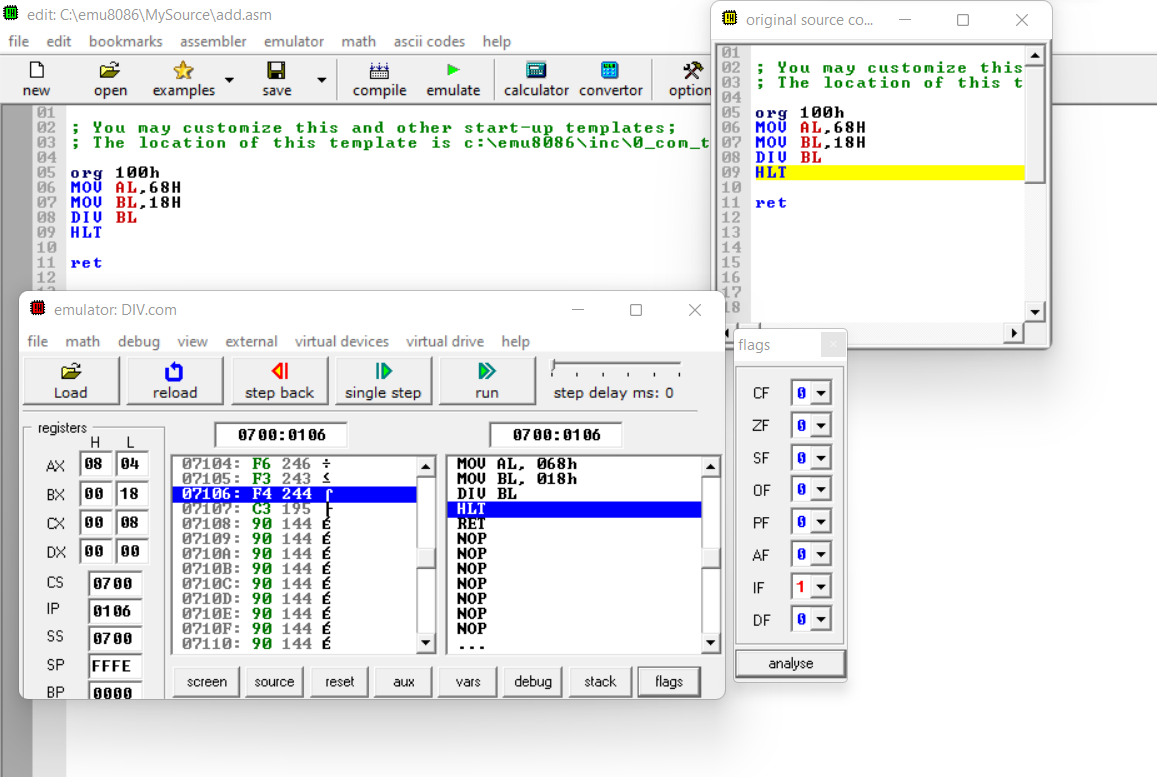 edit: C:\emu8086\MySource\add.asm
file edit bookmarks assembler emulator math ascii codes help
new open examples save compile emulate calculator convertor option
01
02 ; You may customize this and other start-up templates;
03 ; The location of this template is c:\emu8086\inc\0_com_t
04
05 org 100h
06 MOV AL,68H
07 MOV BL,18H
08 DIV BL
09 HLT
10
11 ret
12
original source co...
01
02 ; You may customize this
03 ; The location of this t
04
05 org 100h
06 MOV AL,68H
07 MOV BL,18H
08 DIV BL
09 HLT
10
11 ret
12
13
14
15
16
17
18
emulator: DIV.com
file math debug view external virtual devices virtual drive help
Load reload step back single step run step delay ms: 0
registers
H L
AX 08 04
BX 00 18
CX 00 08
DX 00 00
CS 0700
IP 0106
SS 0700
SP FFFE
BP 0000
0700:0106
07104: F6 246 ÷
07105: F3 243 ≤
07106: F4 244 ⌠
07107: C3 195 ├
07108: 90 144 É
07109: 90 144 É
0710A: 90 144 É
0710B: 90 144 É
0710C: 90 144 É
0710D: 90 144 É
0710E: 90 144 É
0710F: 90 144 É
07110: 90 144 É
0700:0106
MOV AL, 068h
MOV BL, 018h
DIV BL
HLT
RET
NOP
NOP
NOP
NOP
NOP
NOP
NOP
...
screen source reset aux vars debug stack flags
flags
CF 0
ZF 0
SF 0
OF 0
PF 0
AF 0
IF 1
DF 0
analyse